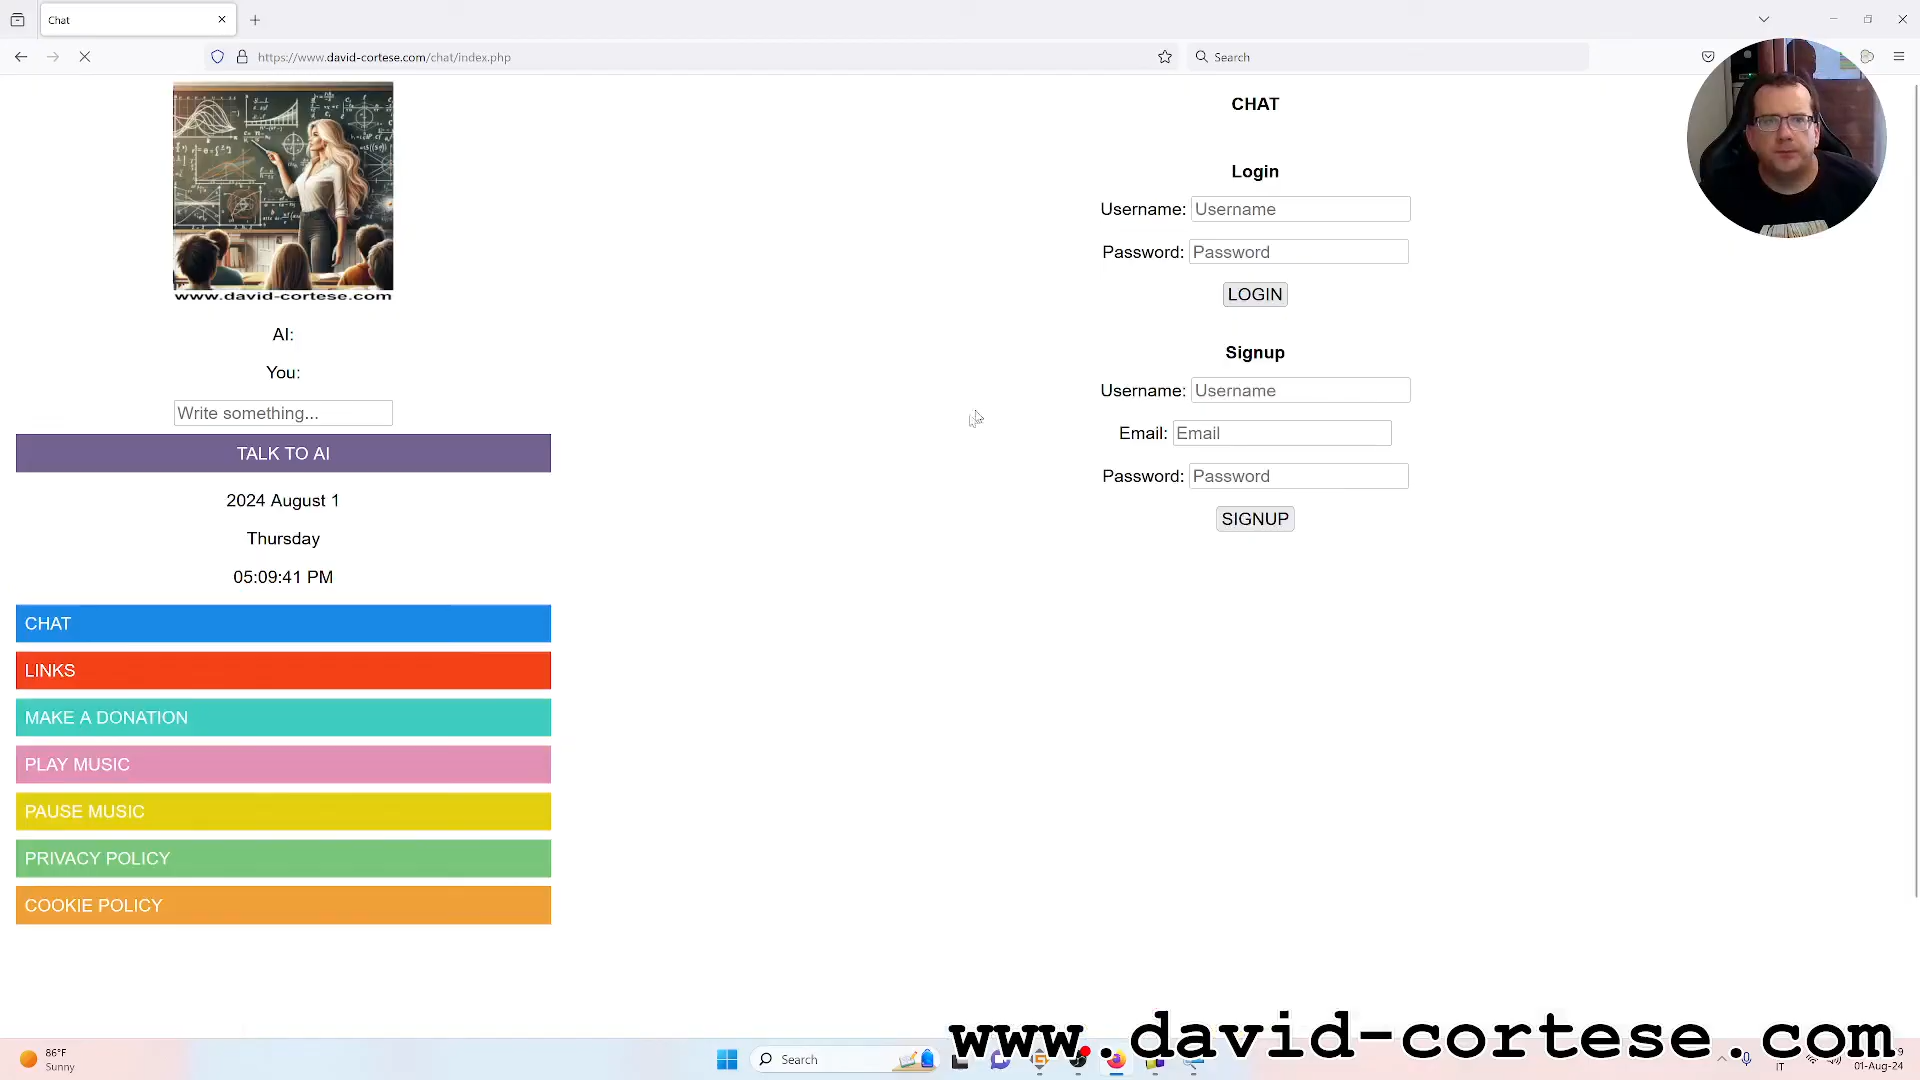 Chat
https://www.david-cortese.com/chat/index.php
Search
www.david-cortese.com
AI:
You:
Write something...
TALK TO AI
2024 August 1
Thursday
05:09:41 PM
CHAT
LINKS
MAKE A DONATION
PLAY MUSIC
PAUSE MUSIC
PRIVACY POLICY
COOKIE POLICY
CHAT
Login
Username: Username
Password: Password
LOGIN
Signup
Username: Username
Email: Email
Password: Password
SIGNUP
www.david-cortese.com
86°F
Sunny
Search
IT
01-Aug-24